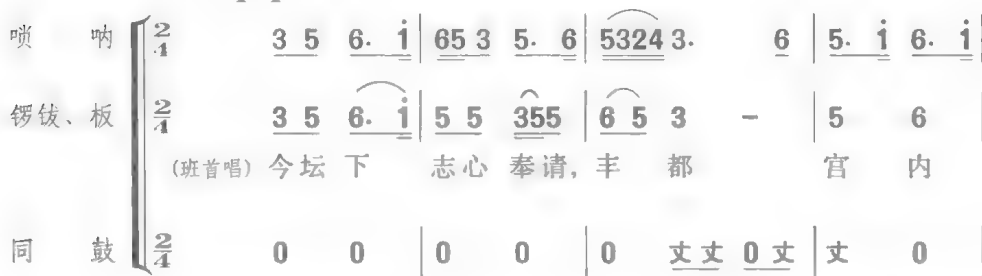 唢 呐 2/4 3 5 6. i | 65 3 5. 6 | 5324 3. 6 | 5. i 6. i
锣钹、板 2/4 3 5 6. i | 5 5 355 | 6 5 3 - | 5 6
(班首唱) 今坛 下 志心 奉请, 丰 都 宫 内
同 鼓 2/4 0 0 | 0 0 | 0 丈丈 0 丈 | 丈 0